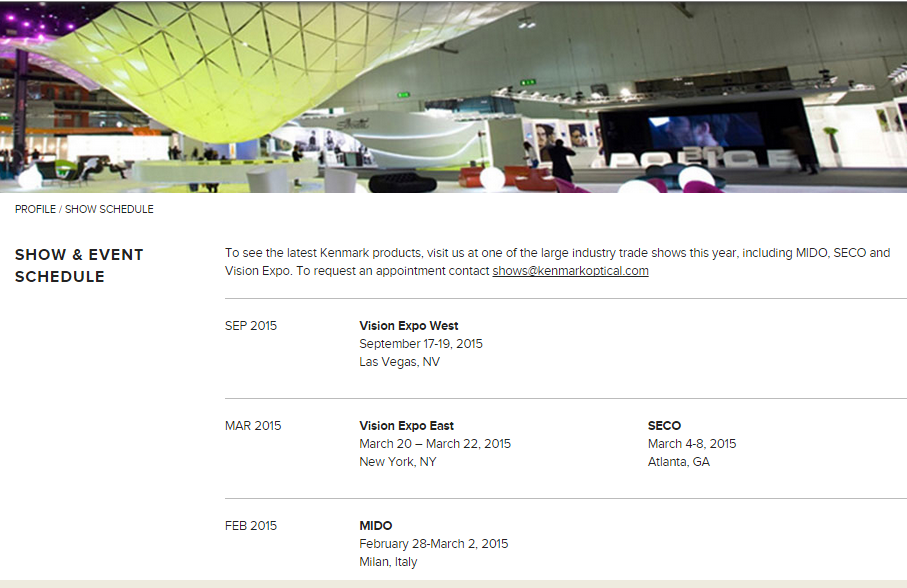 PROFILE / SHOW SCHEDULE
SHOW & EVENT
SCHEDULE
To see the latest Kenmark products, visit us at one of the large industry trade shows this year, including MIDO, SECO and
Vision Expo. To request an appointment contact shows@kenmarkoptical.com
SEP 2015
Vision Expo West
September 17-19, 2015
Las Vegas, NV
MAR 2015
Vision Expo East
March 20 – March 22, 2015
New York, NY
SECO
March 4-8, 2015
Atlanta, GA
FEB 2015
MIDO
February 28-March 2, 2015
Milan, Italy